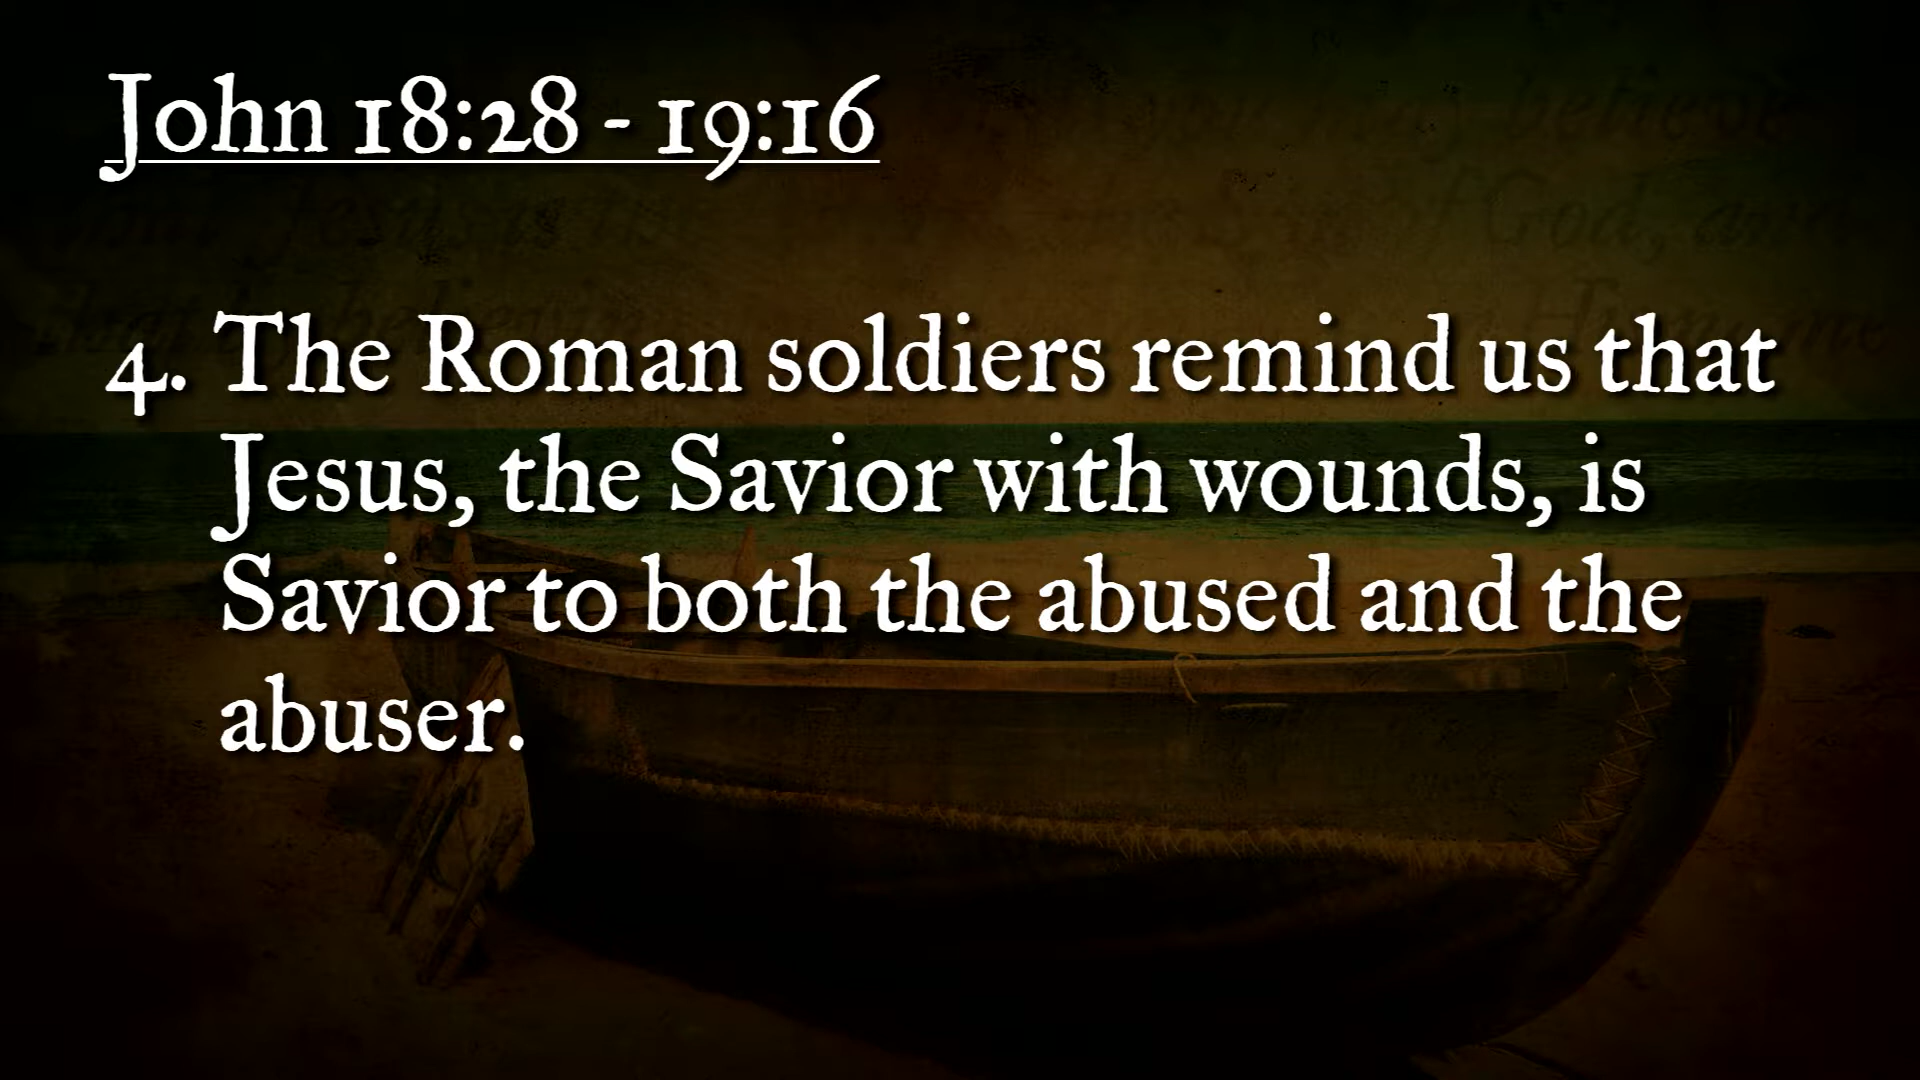 John 18:28 - 19:16
4. The Roman soldiers remind us that
Jesus, the Savior with wounds, is
Savior to both the abused and the
abuser.